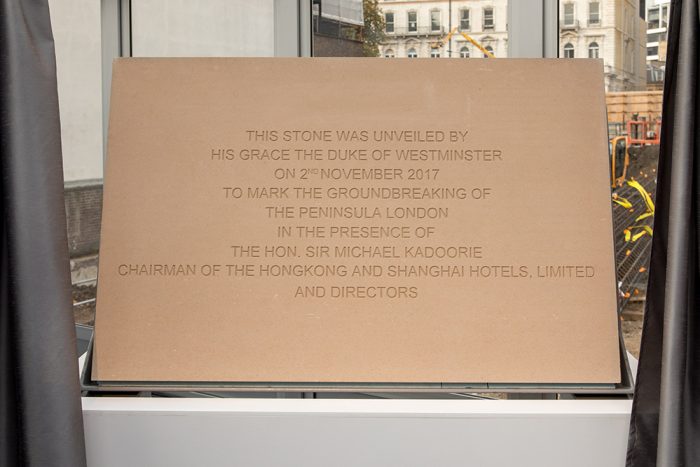 THIS STONE WAS UNVEILED BY
HIS GRACE THE DUKE OF WESTMINSTER
ON 2ND NOVEMBER 2017
TO MARK THE GROUNDBREAKING OF
THE PENINSULA LONDON
IN THE PRESENCE OF
THE HON. SIR MICHAEL KADOORIE
CHAIRMAN OF THE HONGKONG AND SHANGHAI HOTELS, LIMITED
AND DIRECTORS